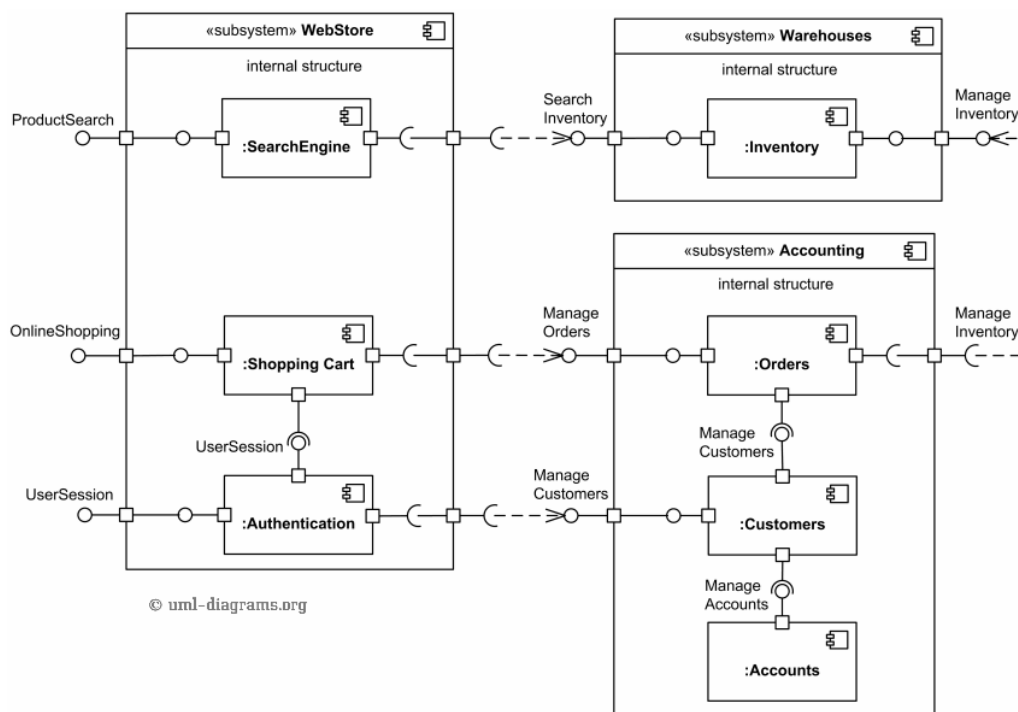 «subsystem» WebStore
internal structure
ProductSearch
:SearchEngine
OnlineShopping
:Shopping Cart
UserSession
UserSession
:Authentication
© uml-diagrams.org
Search
Inventory
«subsystem» Warehouses
internal structure
:Inventory
Manage
Inventory
«subsystem» Accounting
internal structure
Manage
Orders
:Orders
Manage
Inventory
Manage
Customers
Manage
Customers
:Customers
Manage
Accounts
:Accounts